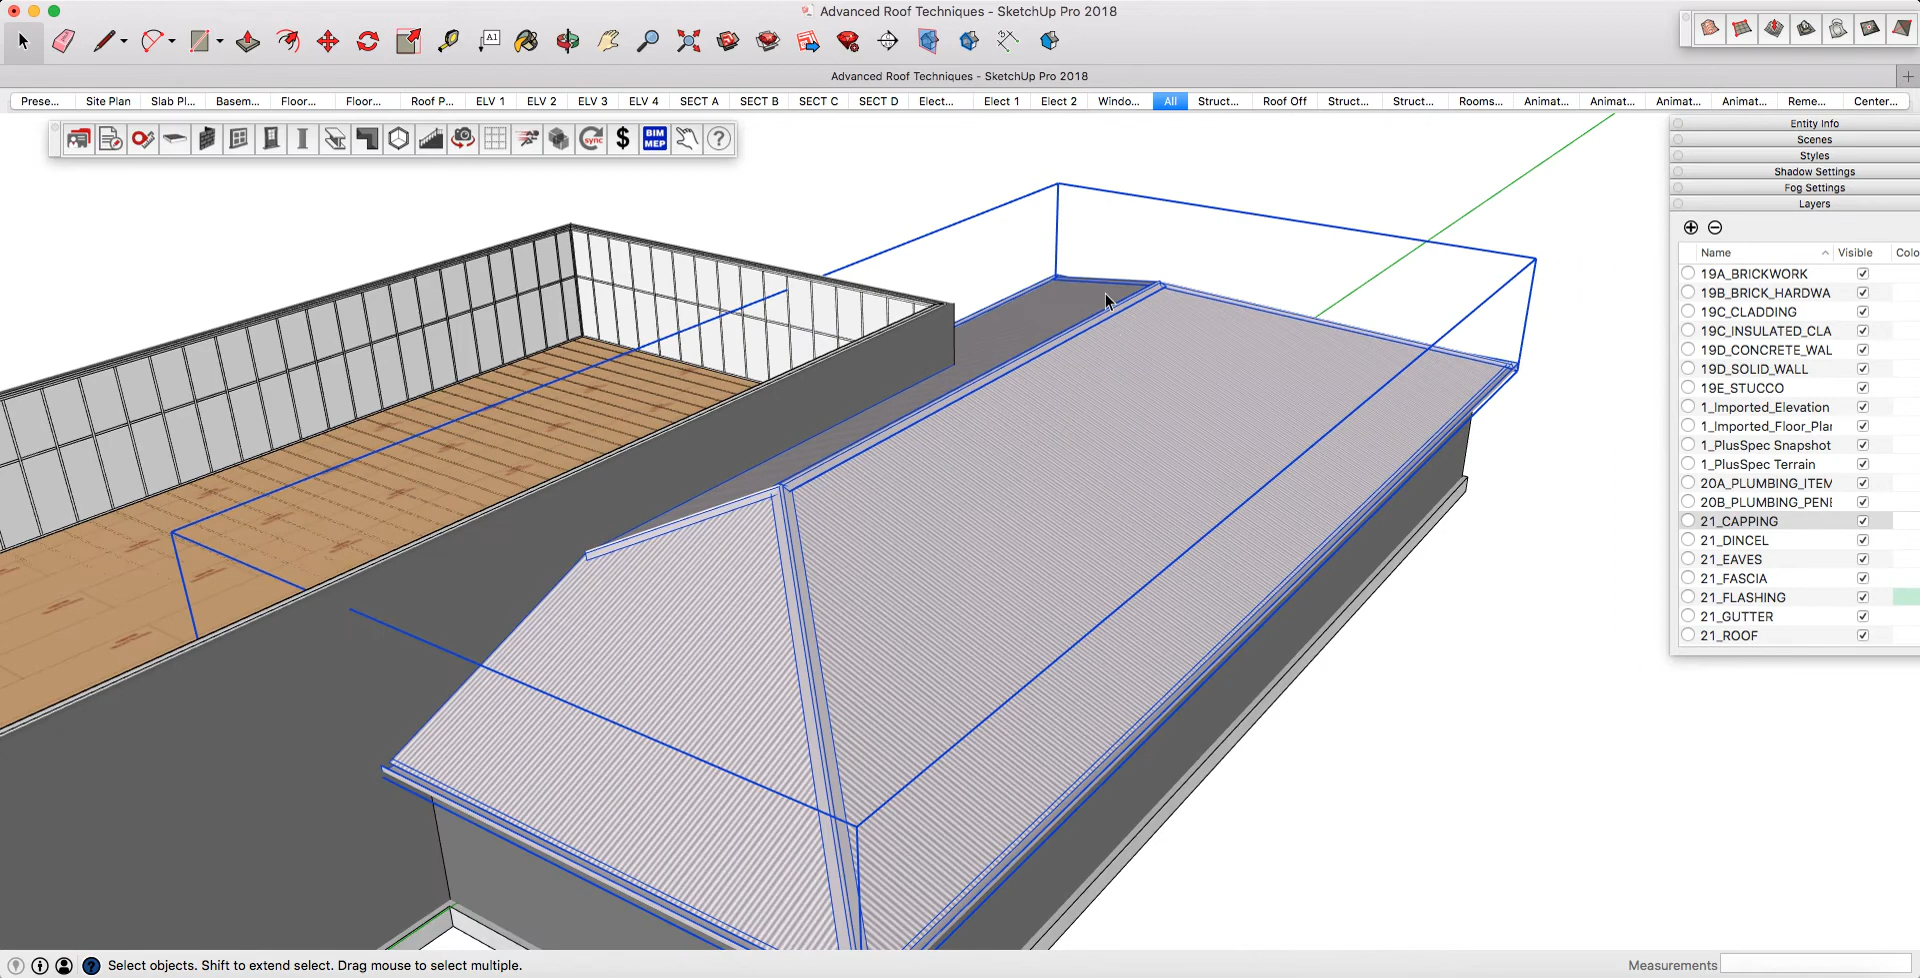 Advanced Roof Techniques - SketchUp Pro 2018
A1
Advanced Roof Techniques - SketchUp Pro 2018
Prese... Site Plan Slab Pl... Basem... Floor... Floor... Roof P... ELV 1 ELV 2 ELV 3 ELV 4 SECT A SECT B SECT C SECT D Elect... Elect 1 Elect 2 Windo... All Struct... Roof Off Struct... Struct... Rooms... Animat... Animat... Animat... Animat... Reme... Center...
sync $ BIM MEP ?
Entity Info
Scenes
Styles
Shadow Settings
Fog Settings
Layers
Name Visible Colo
19A_BRICKWORK
19B_BRICK_HARDWA
19C_CLADDING
19C_INSULATED_CLA
19D_CONCRETE_WAL
19D_SOLID_WALL
19E_STUCCO
1_Imported_Elevation
1_Imported_Floor_Plan
1_PlusSpec Snapshot
1_PlusSpec Terrain
20A_PLUMBING_ITEM
20B_PLUMBING_PENE
21_CAPPING
21_DINCEL
21_EAVES
21_FASCIA
21_FLASHING
21_GUTTER
21_ROOF
? Select objects. Shift to extend select. Drag mouse to select multiple.
Measurements